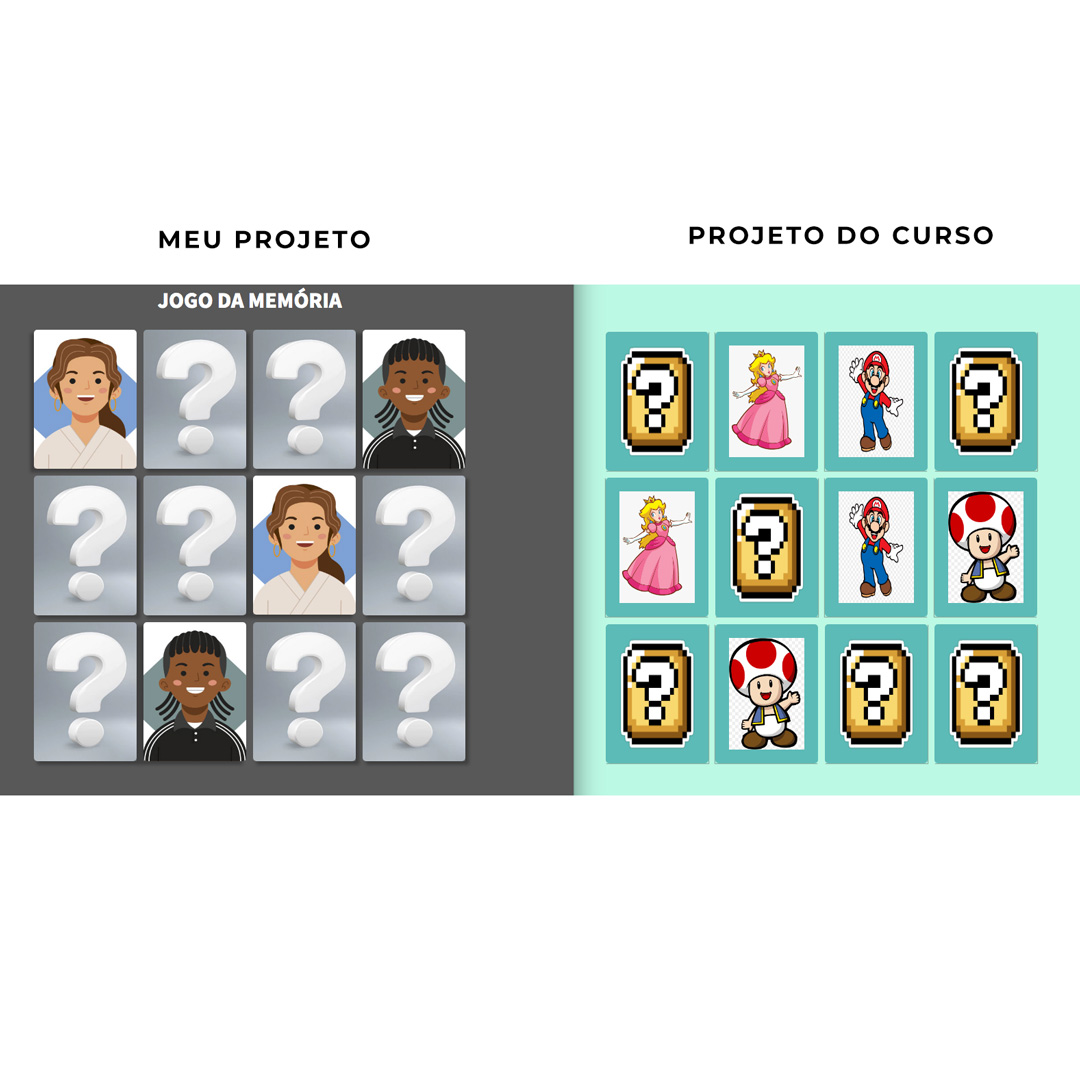 MEU PROJETO
PROJETO DO CURSO
JOGO DA MEMÓRIA
? ?
? ?
? ? ?
?
? ? ?
? ? ?